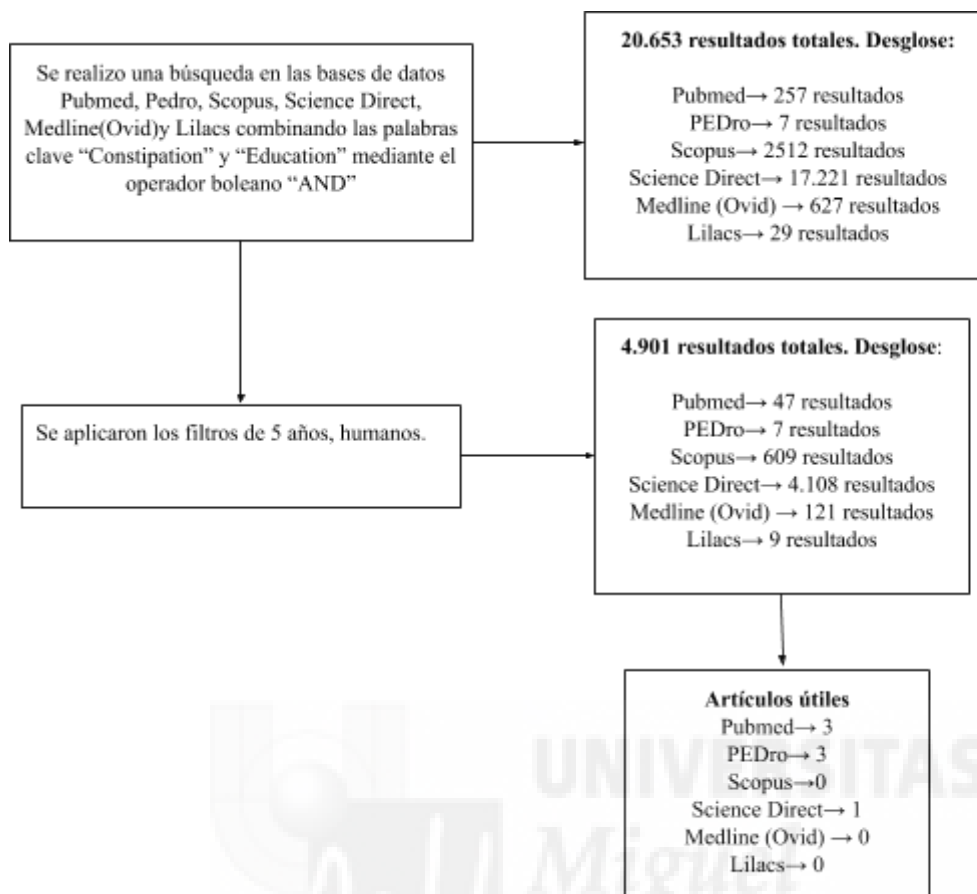 Se realizo una búsqueda en las bases de datos
Pubmed, Pedro, Scopus, Science Direct,
Medline(Ovid)y Lilacs combinando las palabras
clave “Constipation” y “Education” mediante el
operador boleano “AND”
20.653 resultados totales. Desglose:
Pubmed→ 257 resultados
PEDro→ 7 resultados
Scopus→ 2512 resultados
Science Direct→ 17.221 resultados
Medline (Ovid) → 627 resultados
Lilacs→ 29 resultados
Se aplicaron los filtros de 5 años, humanos.
4.901 resultados totales. Desglose:
Pubmed→ 47 resultados
PEDro→ 7 resultados
Scopus→ 609 resultados
Science Direct→ 4.108 resultados
Medline (Ovid) → 121 resultados
Lilacs→ 9 resultados
Artículos útiles
Pubmed→ 3
PEDro→ 3
Scopus→0
Science Direct→ 1
Medline (Ovid) → 0
Lilacs→ 0
UNIVERSITAS
Miguel